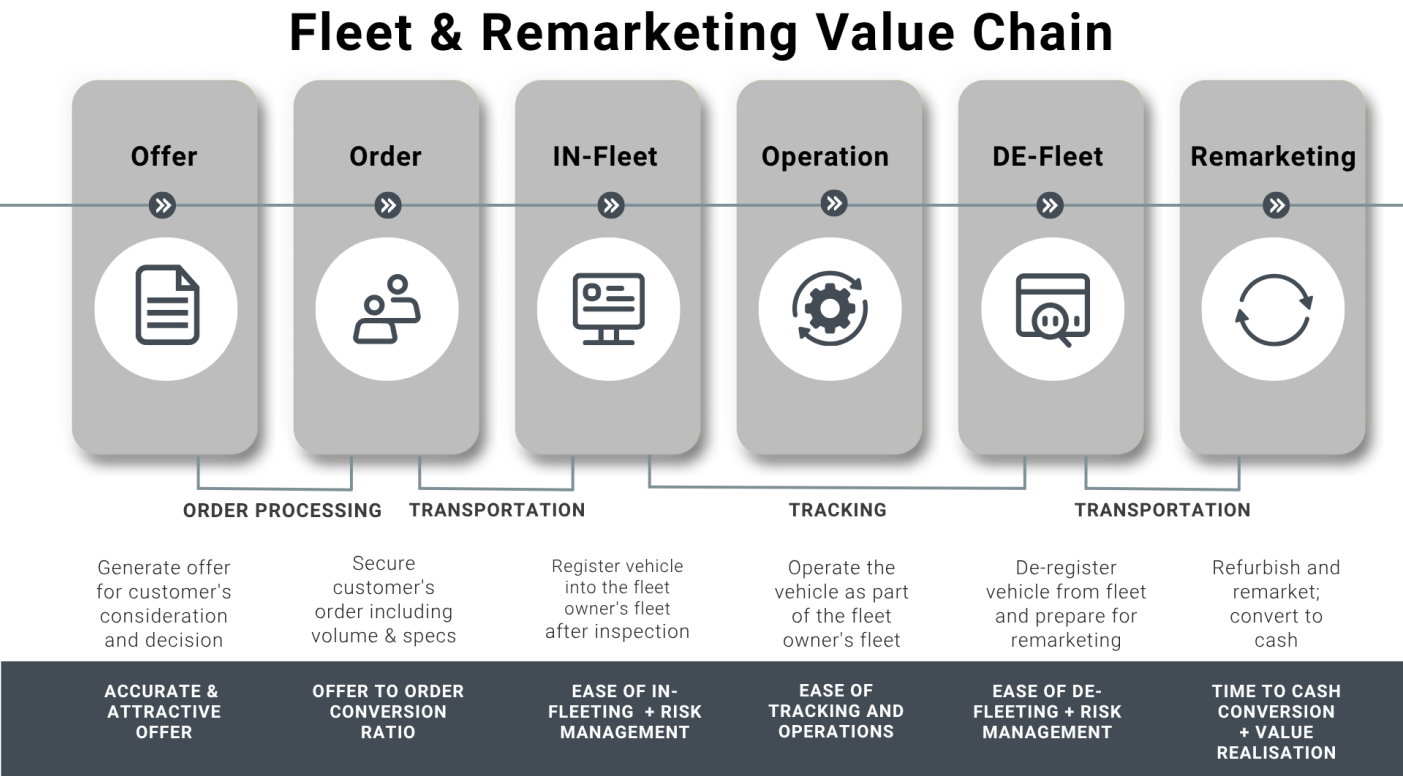 Fleet & Remarketing Value Chain
Offer
Order
IN-Fleet
Operation
DE-Fleet
Remarketing
ORDER PROCESSING
TRANSPORTATION
TRACKING
TRANSPORTATION
Generate offer
for customer's
consideration
and decision
Secure
customer's
order including
volume & specs
Register vehicle
into the fleet
owner's fleet
after inspection
Operate the
vehicle as part
of the fleet
owner's fleet
De-register
vehicle from fleet
and prepare for
remarketing
Refurbish and
remarket;
convert to
cash
ACCURATE &
ATTRACTIVE
OFFER
OFFER TO ORDER
CONVERSION
RATIO
EASE OF IN-
FLEETING + RISK
MANAGEMENT
EASE OF
TRACKING AND
OPERATIONS
EASE OF DE-
FLEETING + RISK
MANAGEMENT
TIME TO CASH
CONVERSION
+ VALUE
REALISATION